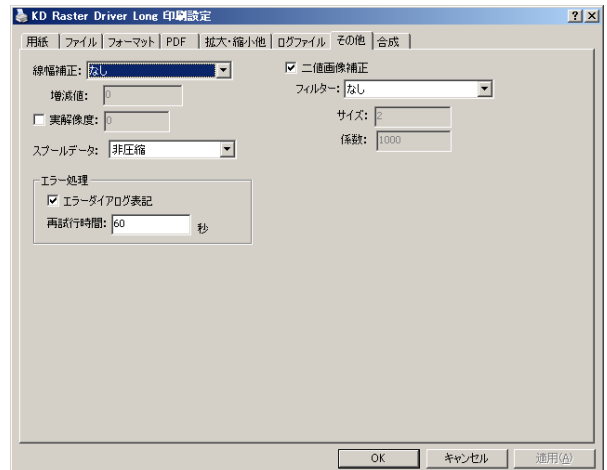 KD Raster Driver Long 印刷設定
用紙 ファイル フォーマット PDF 拡大・縮小他 ログファイル その他 合成
線幅補正: なし
増減値: 0
実解像度: 0
スプールデータ: 非圧縮
エラー処理
エラーダイアログ表記
再試行時間: 60 秒
二値画像補正
フィルター: なし
サイズ: 2
係数: 1000
OK キャンセル 適用(A)